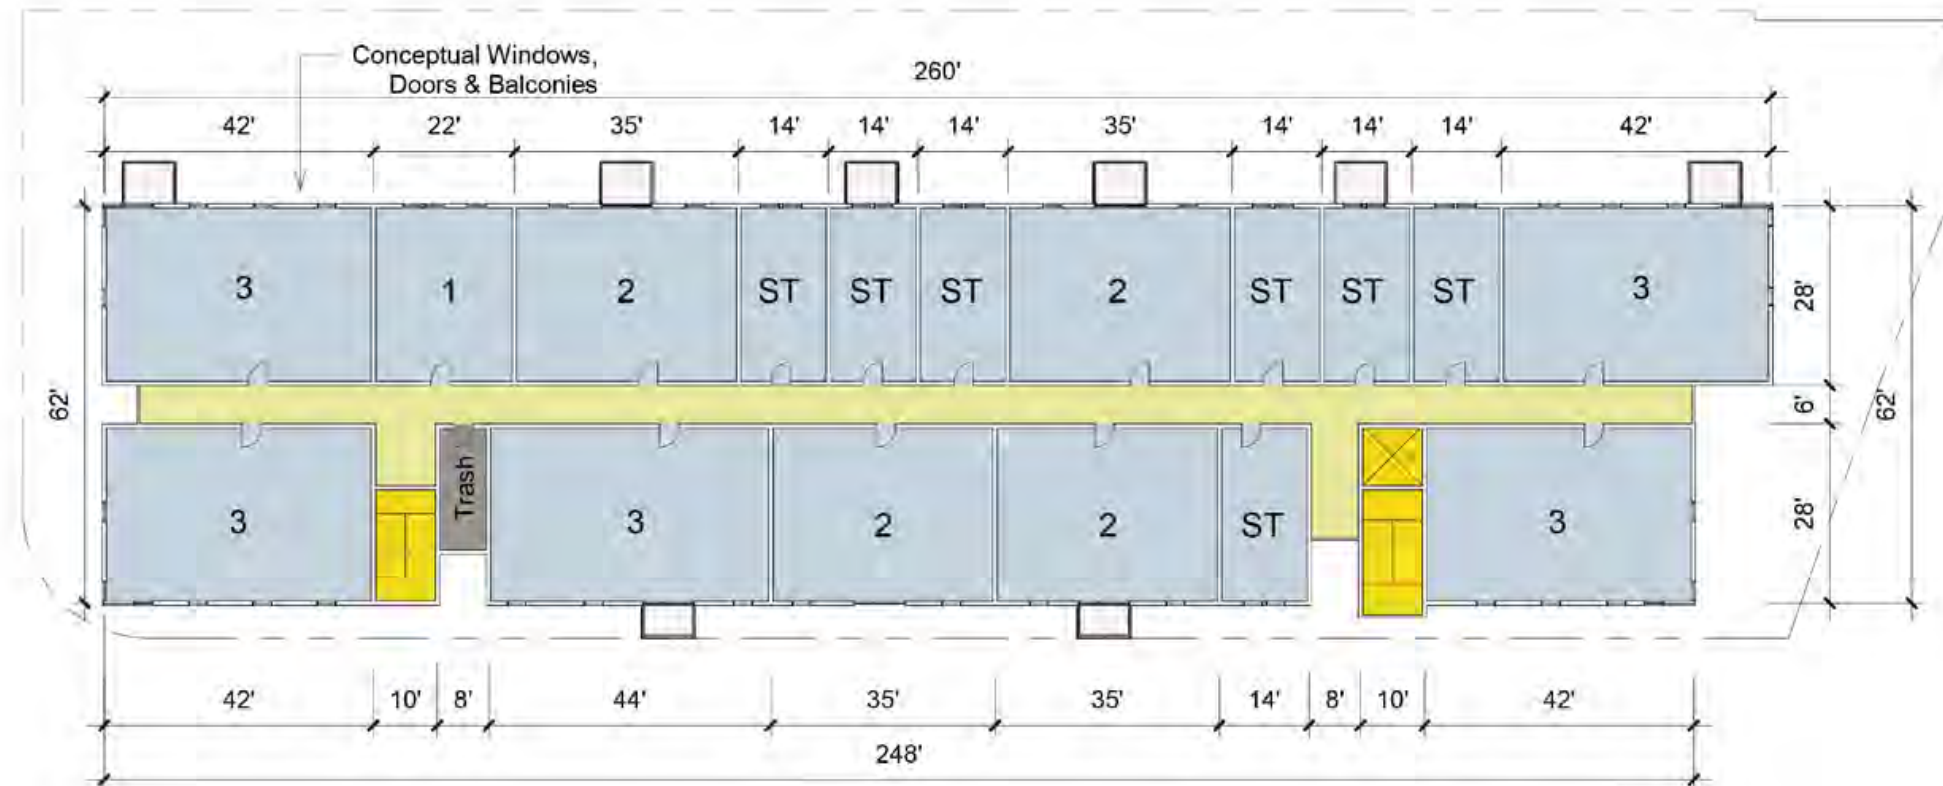 Conceptual Windows,
Doors & Balconies
260'
42' 22' 35' 14' 14' 14' 35' 14' 14' 14' 42'
3 1 2 ST ST ST 2 ST ST ST 3
28'
62' 6' 62'
3 Trash 3 2 2 ST 3
28'
42' 10' 8' 44' 35' 35' 14' 8' 10' 42'
248'